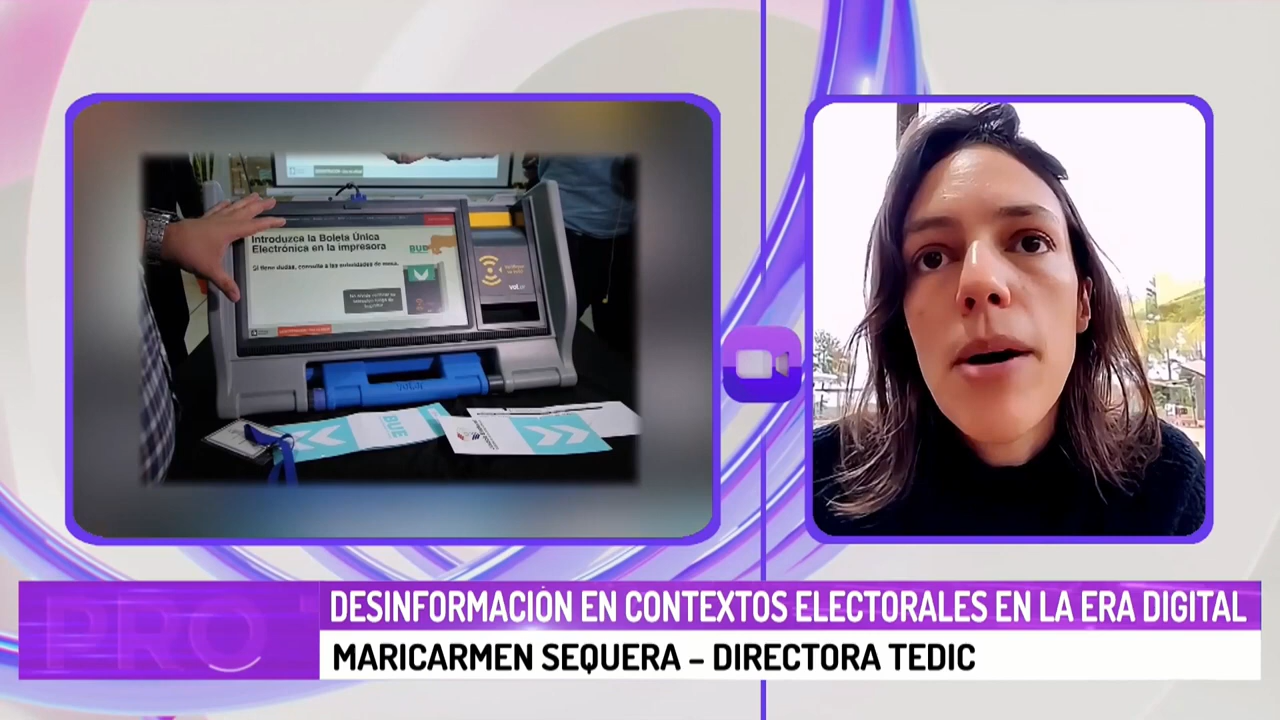 Introduzca la Boleta Única
Electrónica en la impresora
Si tiene dudas, consulte a las autoridades de mesa.
BUE
vot.ar
BUE
PRO
DESINFORMACIÓN EN CONTEXTOS ELECTORALES EN LA ERA DIGITAL
MARICARMEN SEQUERA – DIRECTORA TEDIC